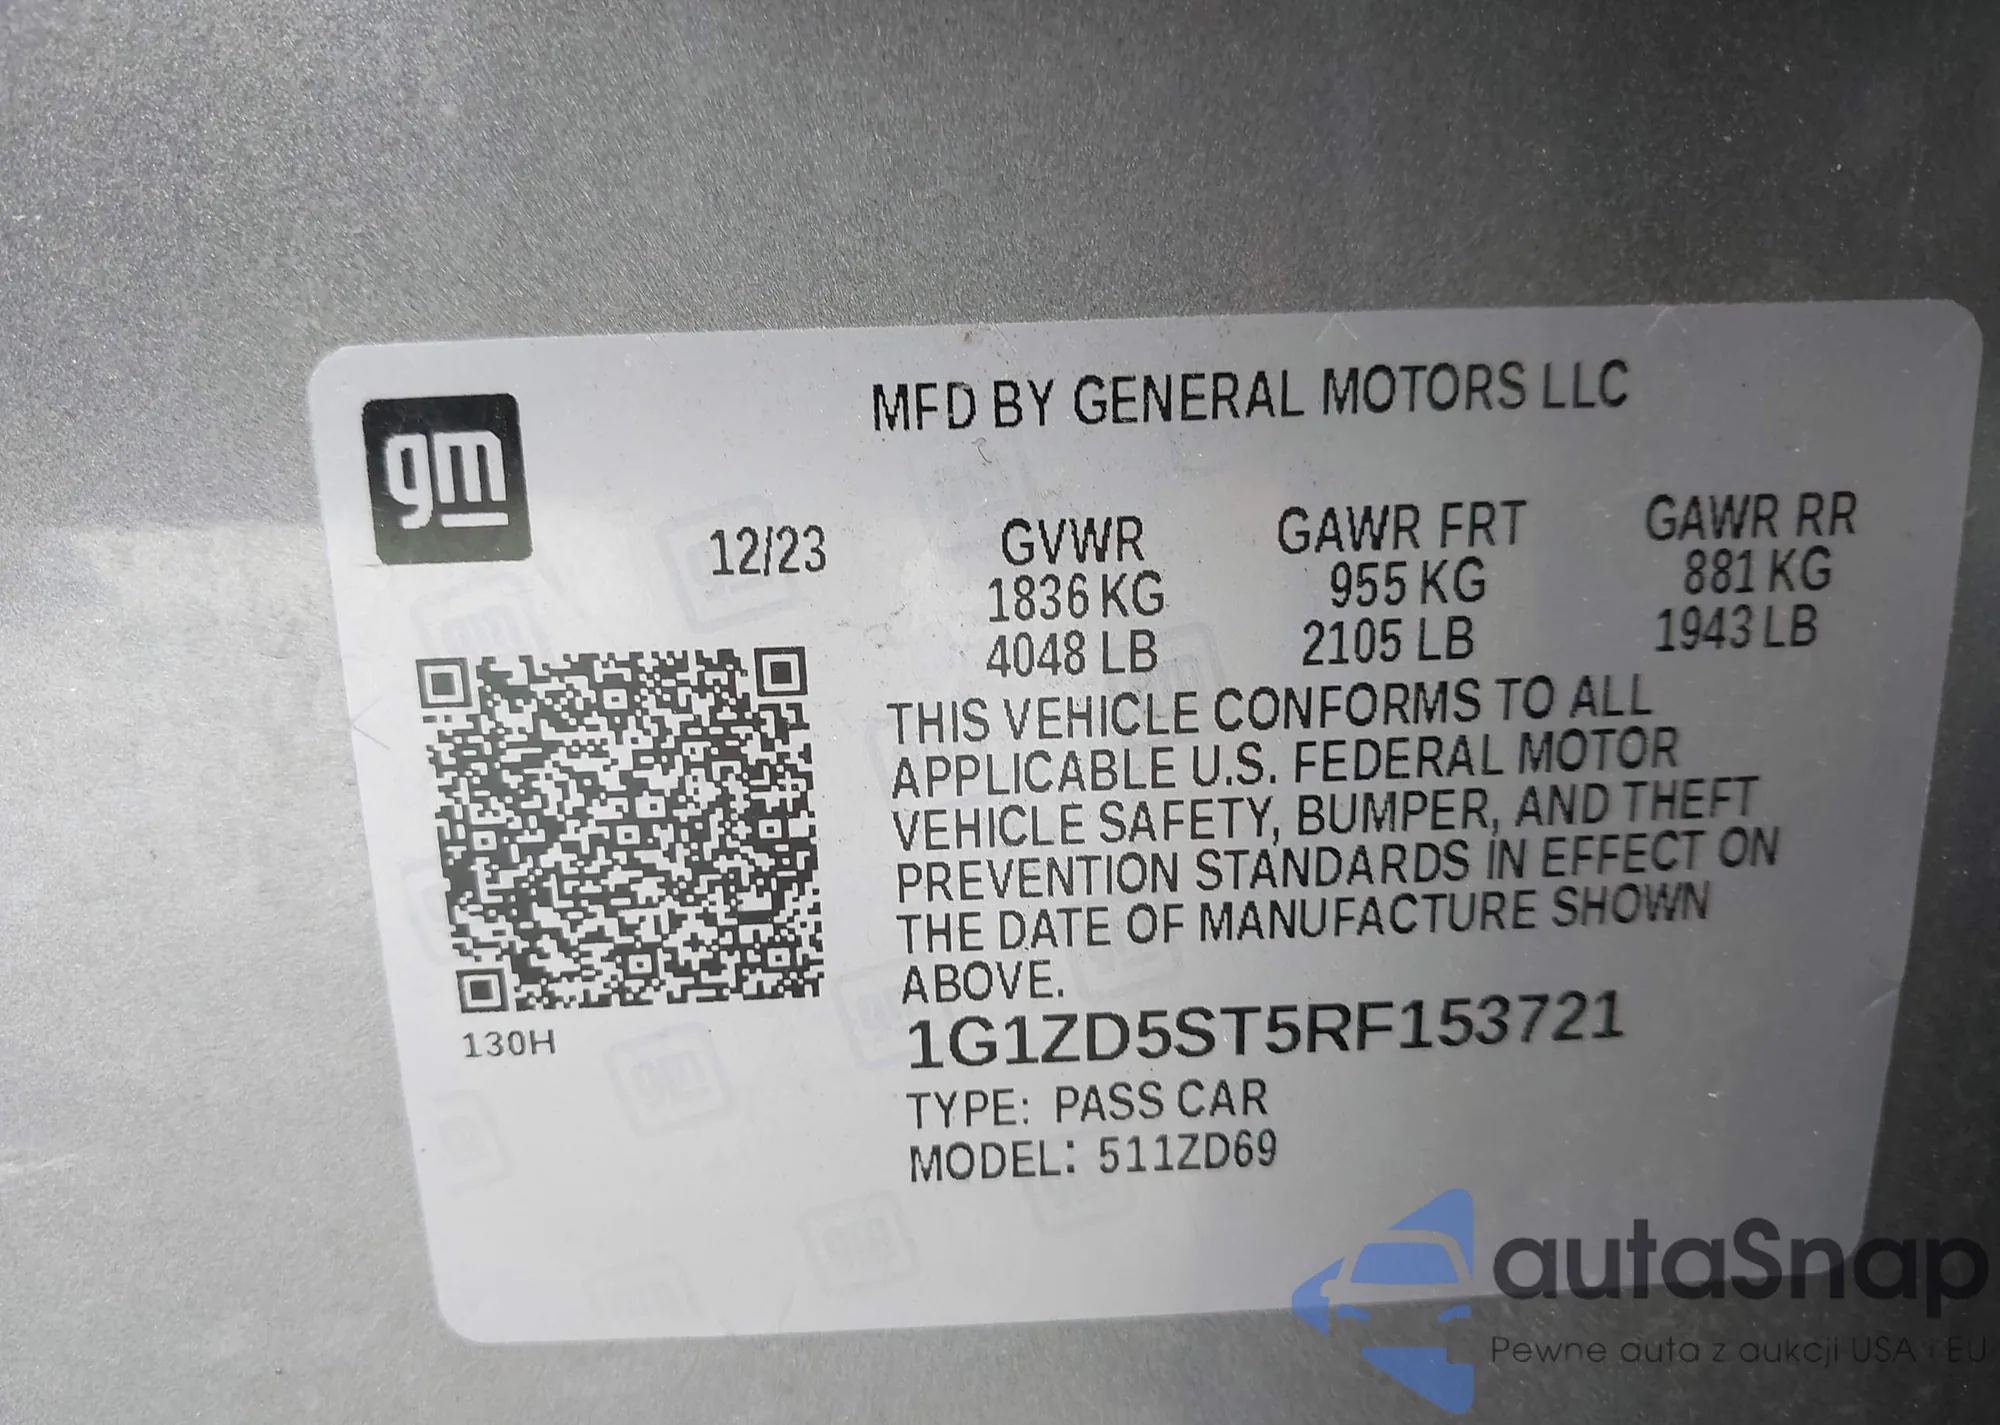 gm
MFD BY GENERAL MOTORS LLC
12/23
GVWR GAWR FRT GAWR RR
1836 KG 955 KG 881 KG
4048 LB 2105 LB 1943 LB
THIS VEHICLE CONFORMS TO ALL
APPLICABLE U.S. FEDERAL MOTOR
VEHICLE SAFETY, BUMPER, AND THEFT
PREVENTION STANDARDS IN EFFECT ON
THE DATE OF MANUFACTURE SHOWN
ABOVE.
130H
1G1ZD5ST5RF153721
TYPE: PASS CAR
MODEL: 511ZD69
autaSnap
Pewne auta z aukcji USA i EU